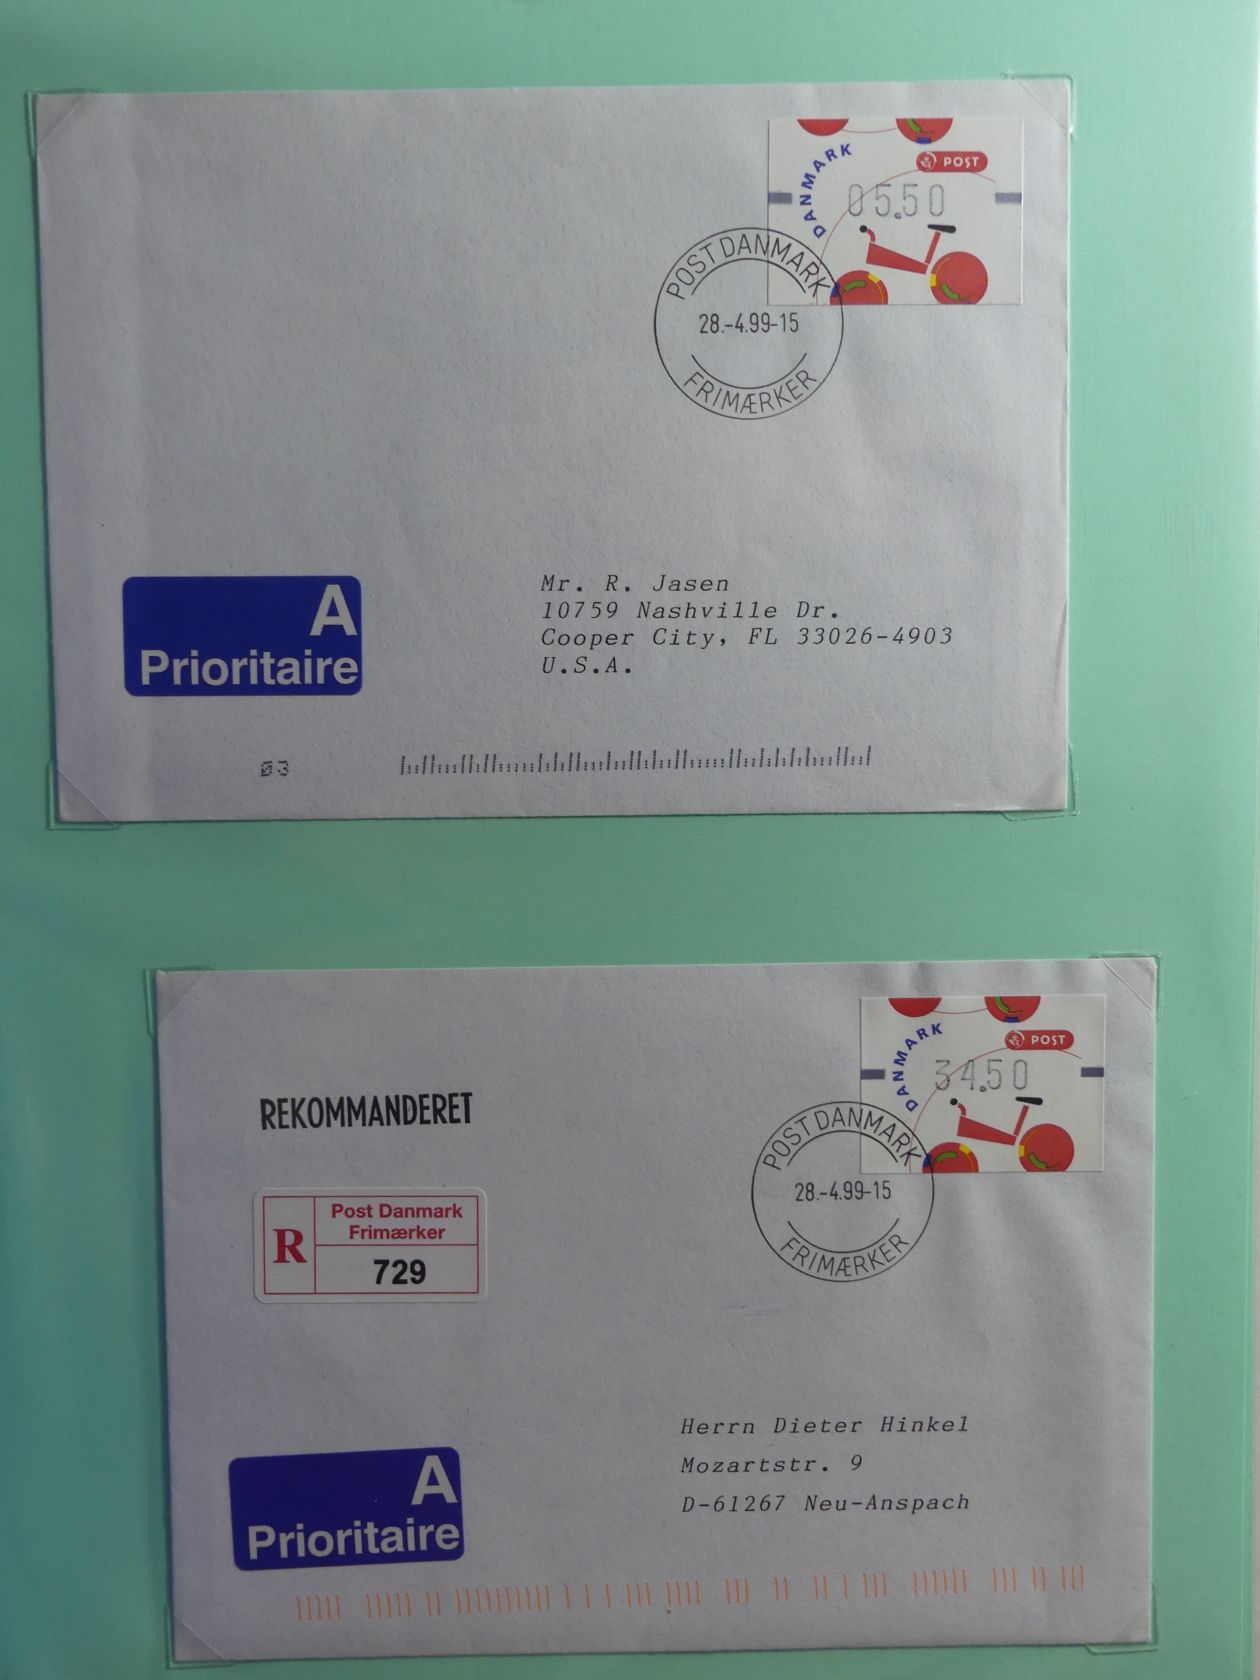 DANMARK
POST
05.50
POST DANMARK
28.-4.99-15
FRIMÆRKER
Mr. R. Jasen
10759 Nashville Dr.
Cooper City, FL 33026-4903
U.S.A.
A
Prioritaire
03
DANMARK
POST
34.50
REKOMMANDERET
POST DANMARK
28.-4.99-15
FRIMÆRKER
R
Post Danmark
Frimærker
729
Herrn Dieter Hinkel
Mozartstr. 9
D-61267 Neu-Anspach
A
Prioritaire